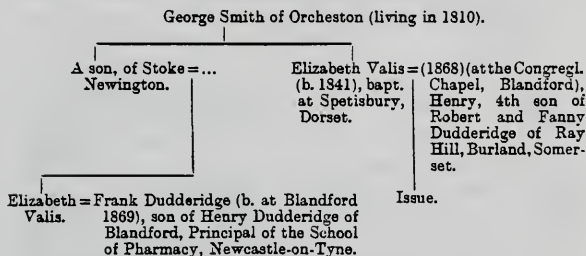 George Smith of Orcheston (living in 1810).
A son, of Stoke = ...
Newington.
Elizabeth Valis = (1868) (at the Congregl.
(b. 1841), bapt. Chapel, Blandford),
at Spetisbury, Henry, 4th son of
Dorset. Robert and Fanny
Dudderidge of Ray
Hill, Burland, Somer-
set.
Issue.
Elizabeth = Frank Dudderidge (b. at Blandford
Valis. 1869), son of Henry Dudderidge of
Blandford, Principal of the School
of Pharmacy, Newcastle-on-Tyne.